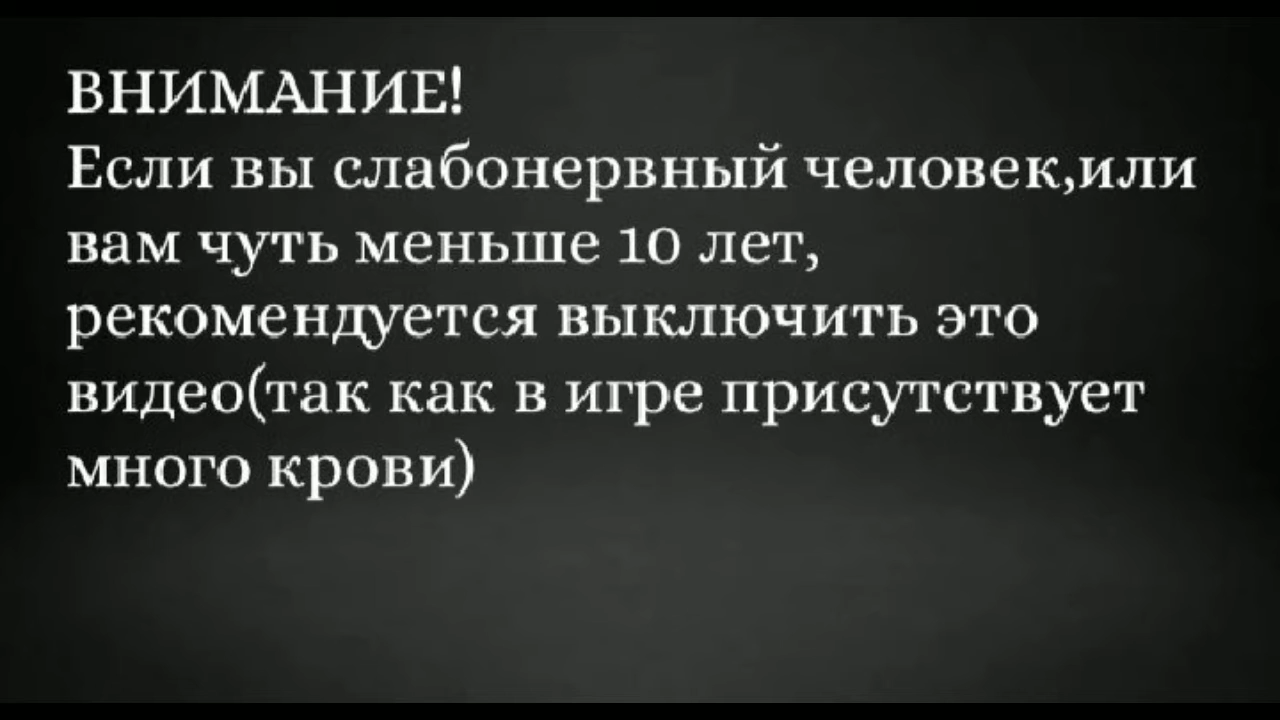 ВНИМАНИЕ!
Если вы слабонервный человек,или
вам чуть меньше 10 лет,
рекомендуется выключить это
видео(так как в игре присутствует
много крови)